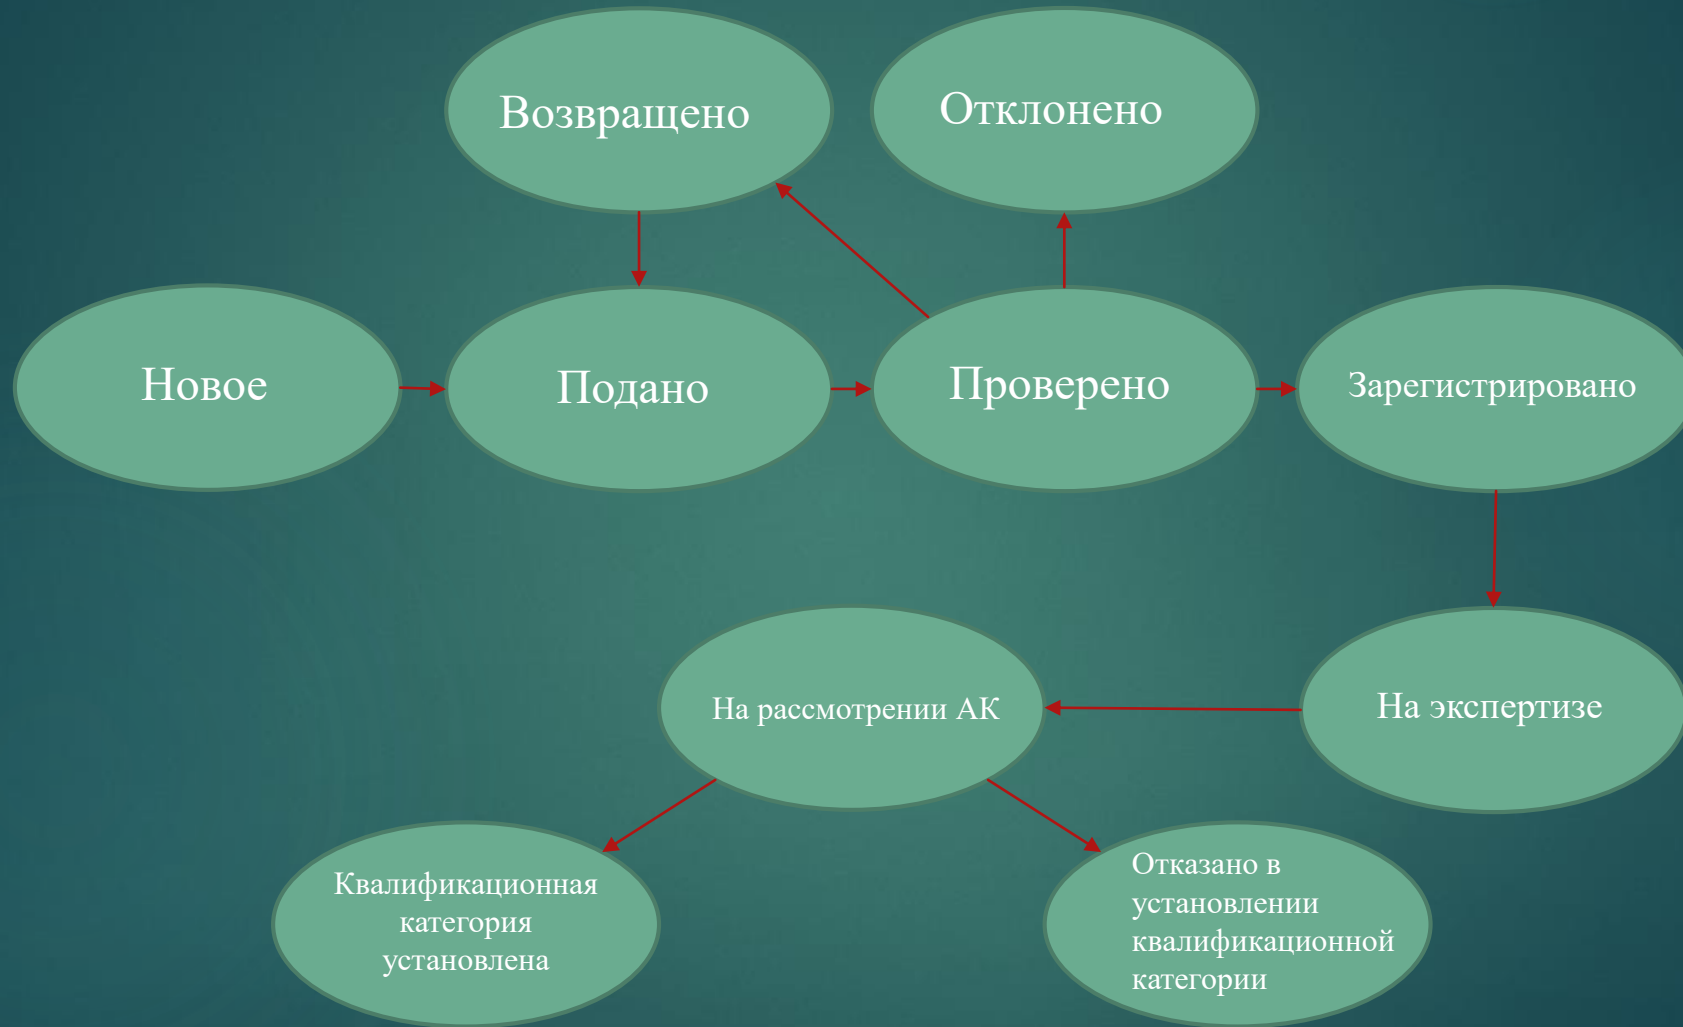 Возвращено
Отклонено
Новое
Подано
Проверено
Зарегистрировано
На рассмотрении АК
На экспертизе
Квалификационная
категория
установлена
Отказано в
установлении
квалификационной
категории